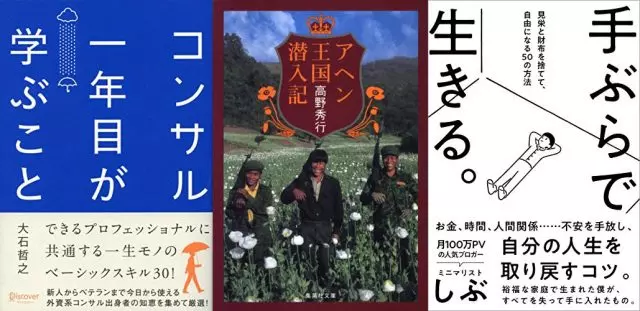 コンサル
一年目が
学ぶこと
できるプロフェッショナルに
共通する一生モノの
ベーシックスキル30!
大石哲之
新人からベテランまで今日から使える
外資系コンサル出身者の知恵を集めて厳選!
Discover
アヘン
王国
潜入記
高野秀行
集英社文庫
手ぶらで
生きる。
見栄と財布を捨てて、
自由になる50の方法
お金、時間、人間関係……不安を手放し、
自分の人生を
取り戻すコツ。
月100万PV
の人気ブロガー
ミニマリスト
しぶ
裕福な家庭で生まれた僕が、
すべてを失って手に入れたもの。